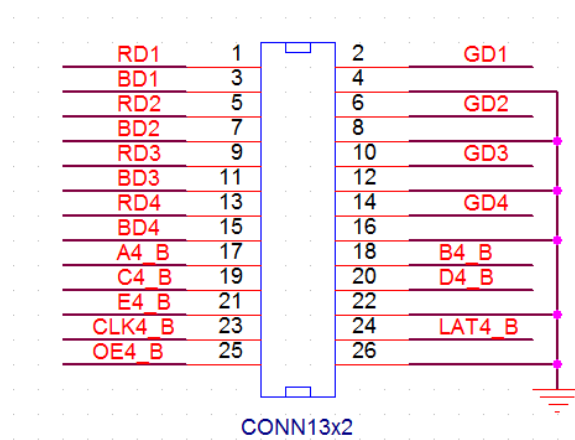 RD1 1 2 GD1
BD1 3 4
RD2 5 6 GD2
BD2 7 8
RD3 9 10 GD3
BD3 11 12
RD4 13 14 GD4
BD4 15 16
A4_B 17 18 B4_B
C4_B 19 20 D4_B
E4_B 21 22
CLK4_B 23 24 LAT4_B
OE4_B 25 26
CONN13x2